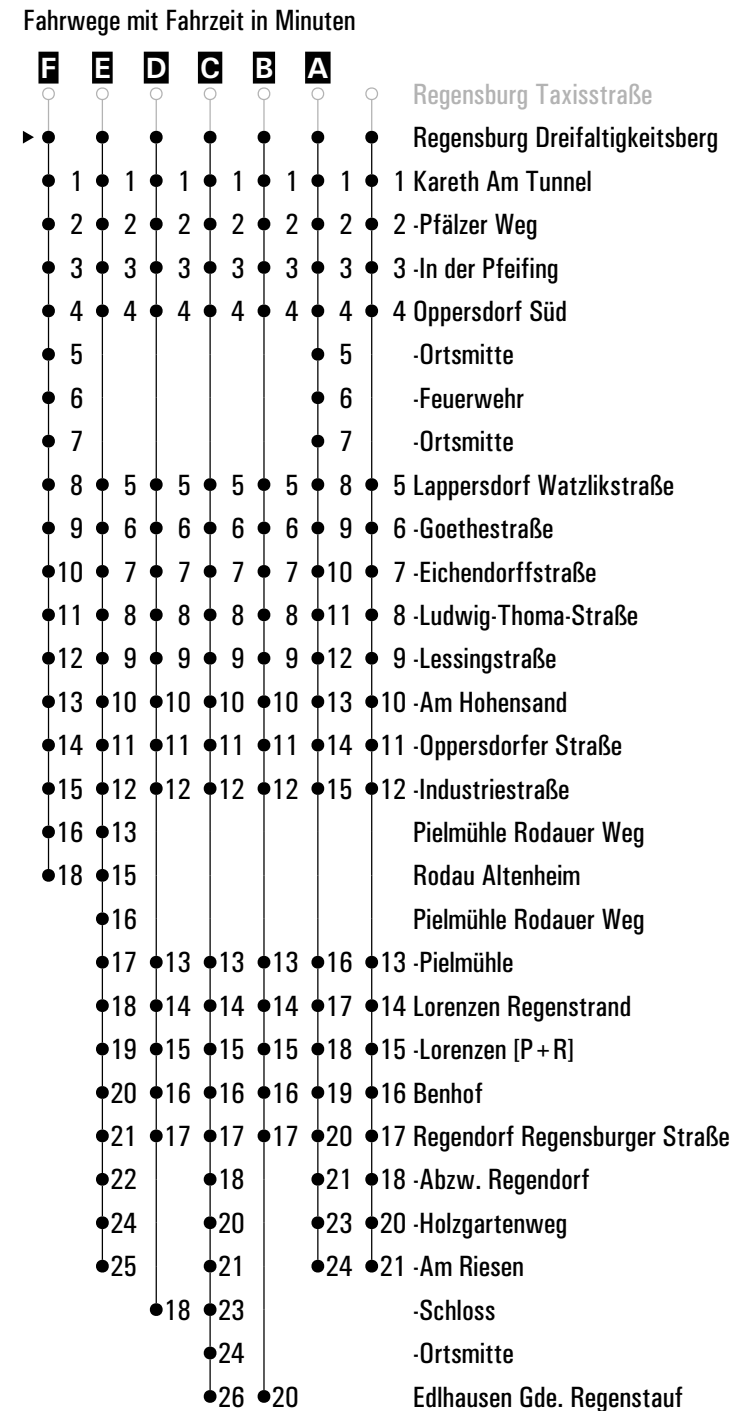 Fahrwege mit Fahrzeit in Minuten
F E D C B A
Regensburg Taxisstraße
Regensburg Dreifaltigkeitsberg
1 1 1 1 1 1 1 Kareth Am Tunnel
2 2 2 2 2 2 2 -Pfälzer Weg
3 3 3 3 3 3 3 -In der Pfeifing
4 4 4 4 4 4 4 Oppersdorf Süd
5 5 -Ortsmitte
6 6 -Feuerwehr
7 7 -Ortsmitte
8 5 5 5 5 8 5 Lappersdorf Watzlikstraße
9 6 6 6 6 9 6 -Goethestraße
10 7 7 7 7 10 7 -Eichendorffstraße
11 8 8 8 8 11 8 -Ludwig-Thoma-Straße
12 9 9 9 9 12 9 -Lessingstraße
13 10 10 10 10 13 10 -Am Hohensand
14 11 11 11 11 14 11 -Oppersdorfer Straße
15 12 12 12 12 15 12 -Industriestraße
16 13 Pielmühle Rodauer Weg
18 15 Rodau Altenheim
16 Pielmühle Rodauer Weg
17 13 13 13 16 13 -Pielmühle
18 14 14 14 17 14 Lorenzen Regenstrand
19 15 15 15 18 15 -Lorenzen [P+R]
20 16 16 16 19 16 Benhof
21 17 17 17 20 17 Regendorf Regensburger Straße
22 18 21 18 -Abzw. Regendorf
24 20 23 20 -Holzgartenweg
25 21 24 21 -Am Riesen
18 23 -Schloss
24 -Ortsmitte
26 20 Edlhausen Gde. Regenstauf